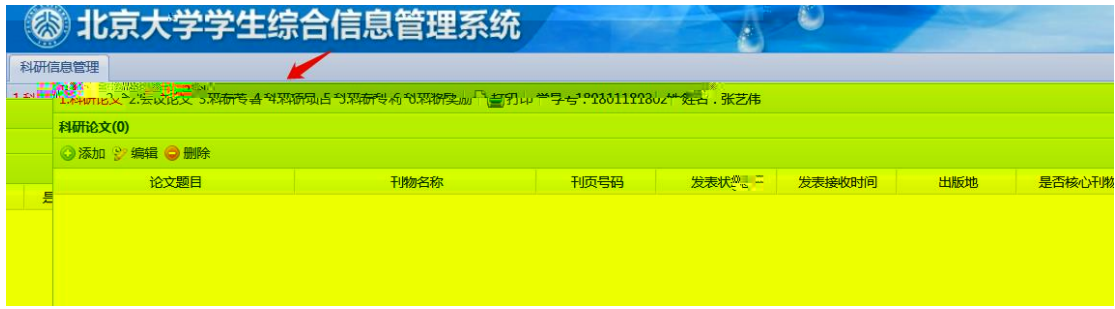 北京大学学生综合信息管理系统
科研信息管理
1.科研论文 2.会议论文 3.科研专著 4.科研项目 5.科研专利 6.科研奖励 打印 学号: 姓名:张艺伟
科研论文(0)
添加 编辑 删除
论文题目 刊物名称 刊页号码 发表状 发表接收时间 出版地 是否核心刊物